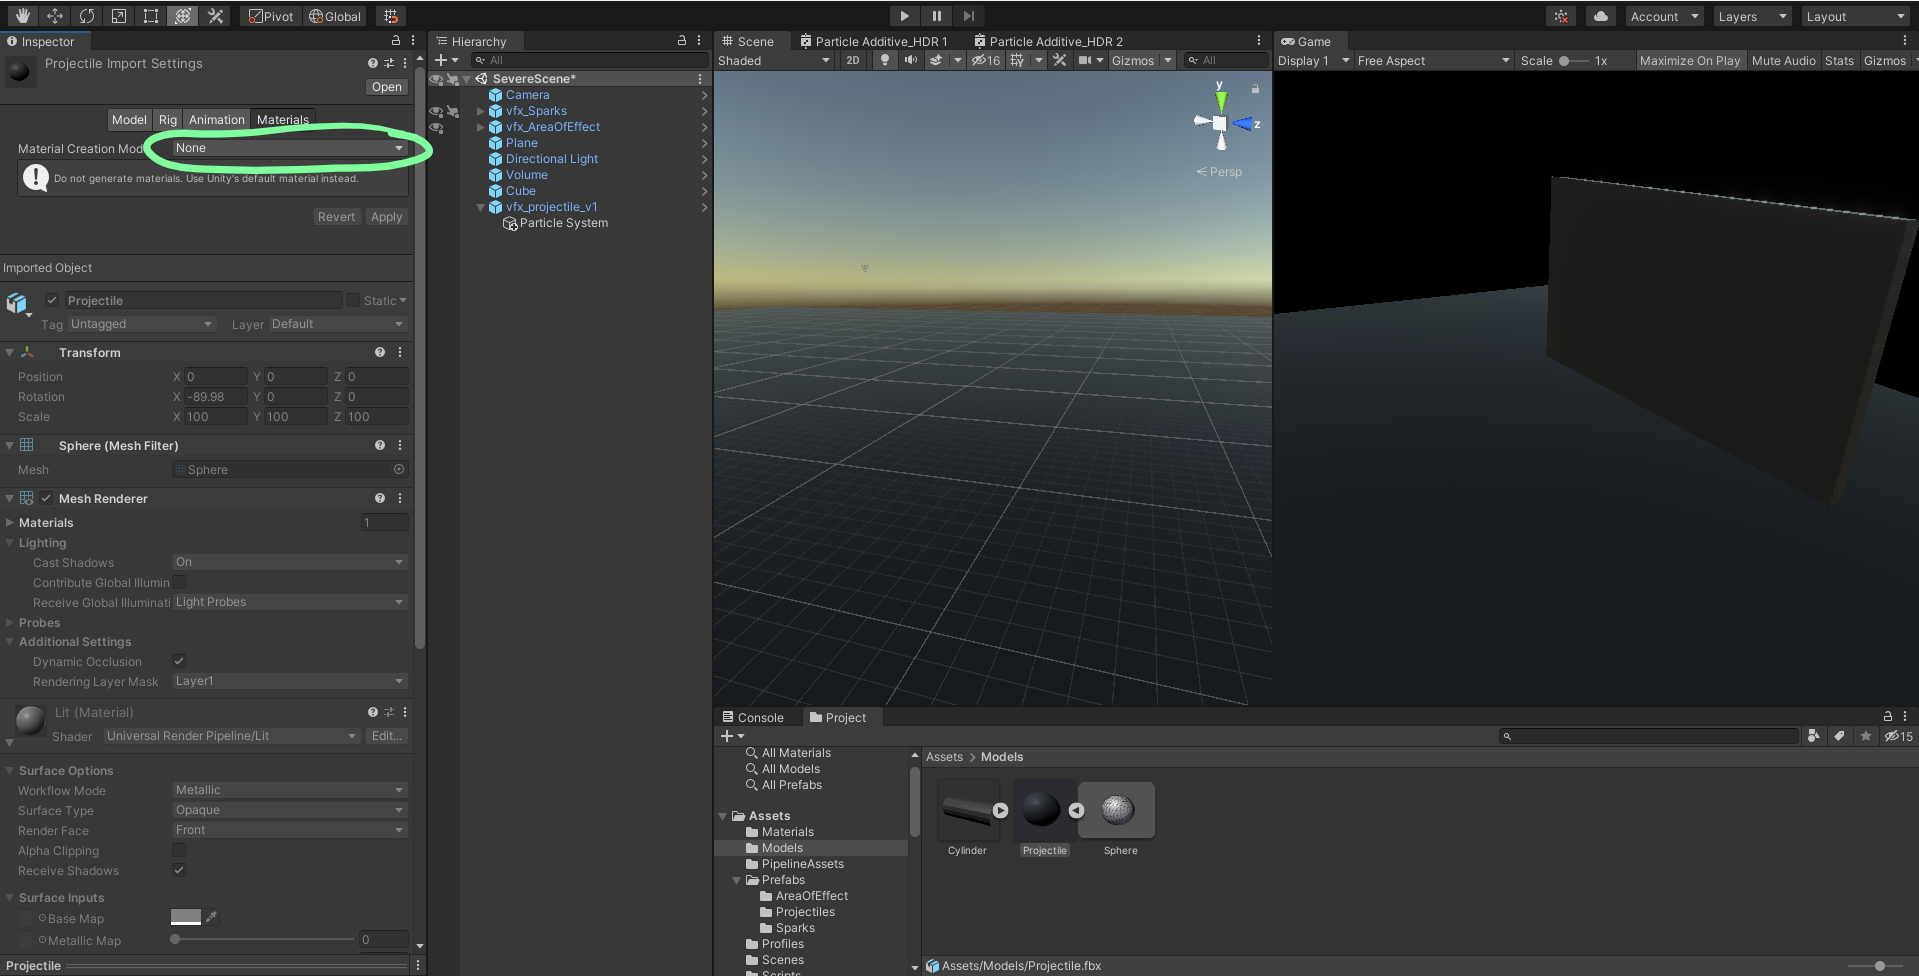 Pivot Global Account Layers Layout
Inspector
Projectile Import Settings
Open
Model Rig Animation Materials
Material Creation Mod None
Do not generate materials. Use Unity's default material instead.
Revert Apply
Imported Object
Projectile Static
Tag Untagged Layer Default
Transform
Position X 0 Y 0 Z 0
Rotation X -89.98 Y 0 Z 0
Scale X 100 Y 100 Z 100
Sphere (Mesh Filter)
Mesh Sphere
Mesh Renderer
Materials 1
Lighting
Cast Shadows On
Contribute Global Illumin
Receive Global Illuminati Light Probes
Probes
Additional Settings
Dynamic Occlusion
Rendering Layer Mask Layer1
Lit (Material)
Shader Universal Render Pipeline/Lit Edit...
Surface Options
Workflow Mode Metallic
Surface Type Opaque
Render Face Front
Alpha Clipping
Receive Shadows
Surface Inputs
Base Map
Metallic Map 0
Projectile
Hierarchy
All
SevereScene*
Camera
vfx_Sparks
vfx_AreaOfEffect
Plane
Directional Light
Volume
Cube
vfx_projectile_v1
Particle System
Scene Particle Additive_HDR 1 Particle Additive_HDR 2
Shaded 2D 16 Gizmos All
y
z
Persp
Game
Display 1 Free Aspect Scale 1x Maximize On Play Mute Audio Stats Gizmos
Console Project
15
All Materials
All Models
All Prefabs
Assets
Materials
Models
PipelineAssets
Prefabs
AreaOfEffect
Projectiles
Sparks
Profiles
Scenes
Scripts
Assets > Models
Cylinder Projectile Sphere
Assets/Models/Projectile.fbx